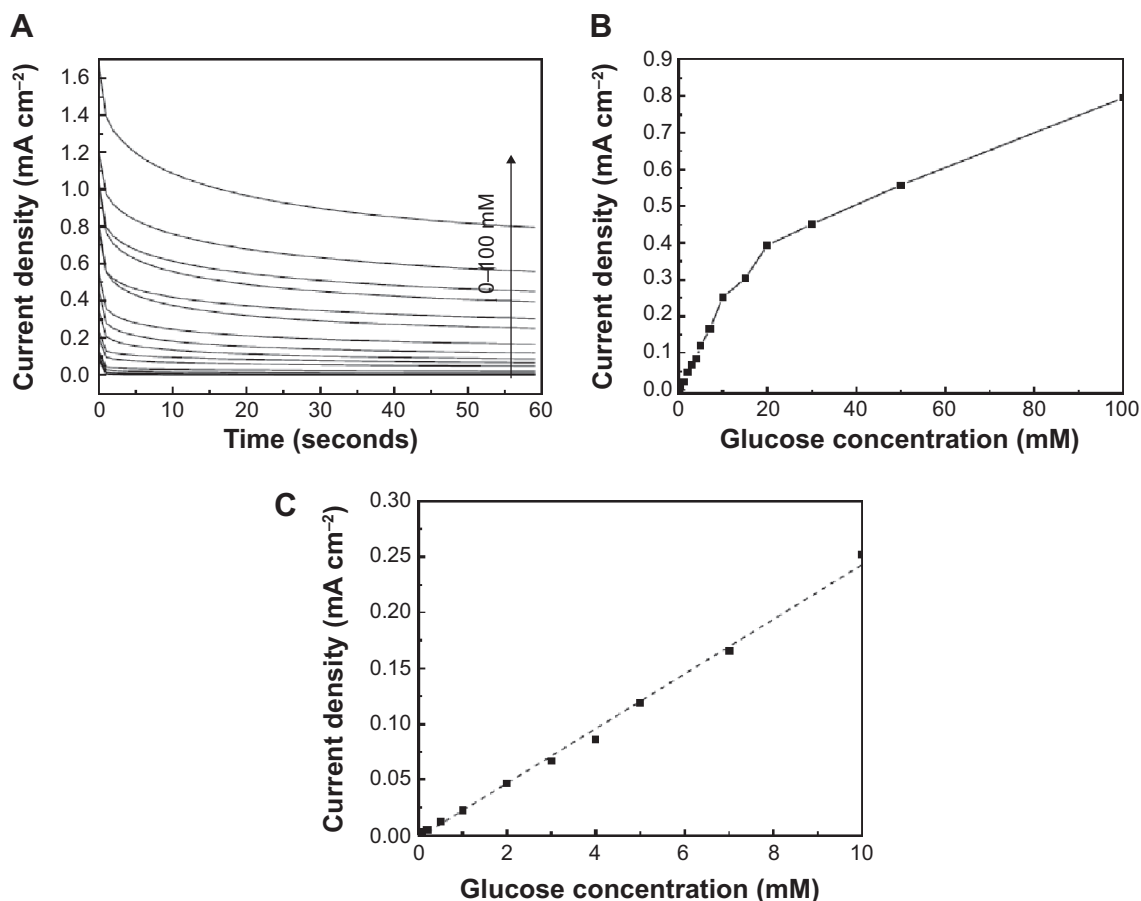 A
Current density (mA cm⁻²)
1.6
1.4
1.2
1.0
0.8
0.6
0.4
0.2
0.0
0–100 mM
0 10 20 30 40 50 60
Time (seconds)
B
Current density (mA cm⁻²)
0.9
0.8
0.7
0.6
0.5
0.4
0.3
0.2
0.1
0.0
0 20 40 60 80 100
Glucose concentration (mM)
C
Current density (mA cm⁻²)
0.30
0.25
0.20
0.15
0.10
0.05
0.00
0 2 4 6 8 10
Glucose concentration (mM)